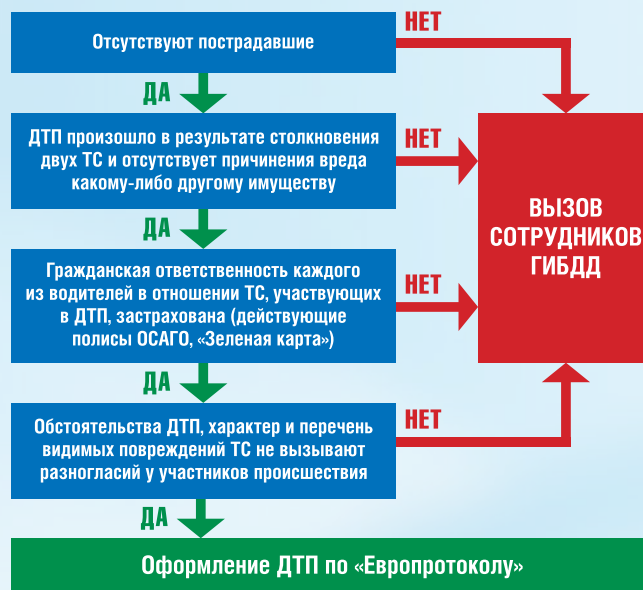 Отсутствуют пострадавшие
НЕТ
ДА
ДТП произошло в результате столкновения
двух ТС и отсутствует причинения вреда
какому-либо другому имуществу
НЕТ
ВЫЗОВ
СОТРУДНИКОВ
ГИБДД
ДА
Гражданская ответственность каждого
из водителей в отношении ТС, участвующих
в ДТП, застрахована (действующие
полисы ОСАГО, «Зеленая карта»)
НЕТ
ДА
Обстоятельства ДТП, характер и перечень
видимых повреждений ТС не вызывают
разногласий у участников происшествия
НЕТ
ДА
Оформление ДТП по «Европротоколу»